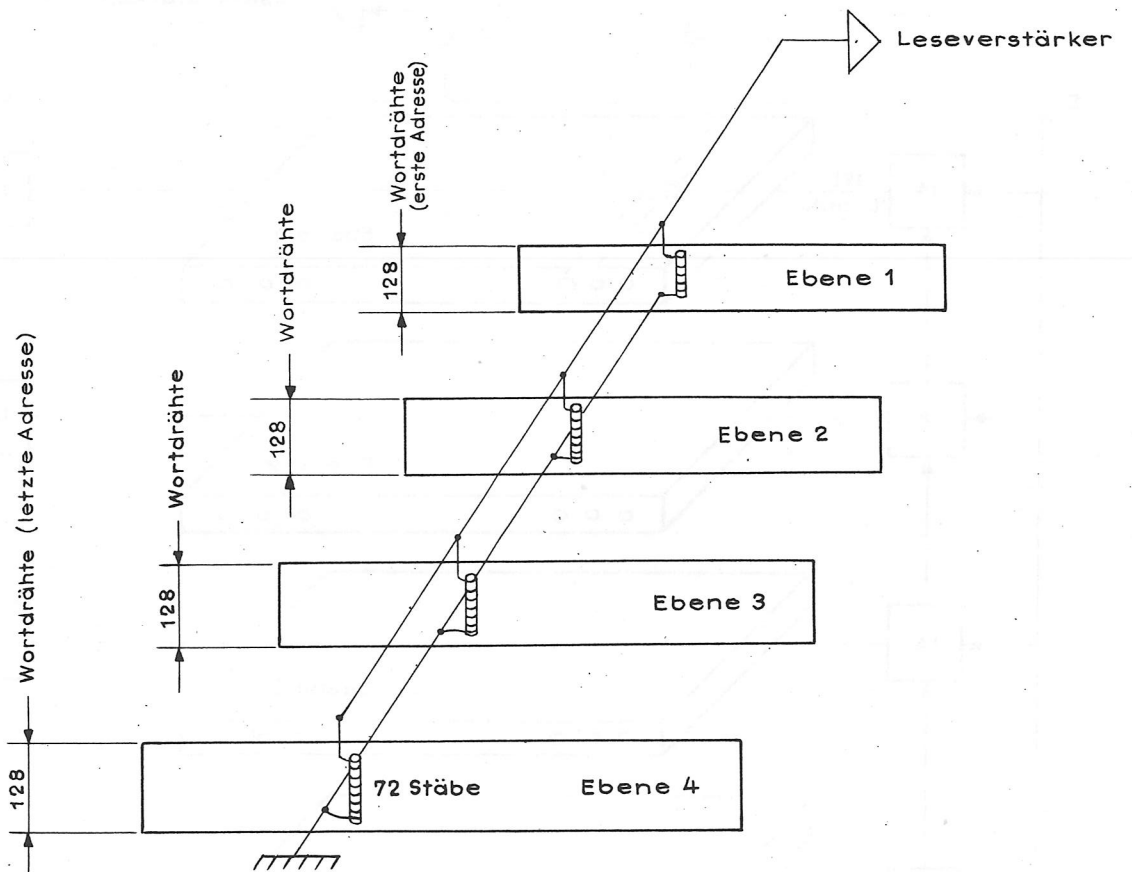 Leseverstärker
Wortdrähte
(erste Adresse)
128
Ebene 1
Wortdrähte
128
Ebene 2
Wortdrähte
128
Ebene 3
Wortdrähte (letzte Adresse)
128
72 Stäbe
Ebene 4